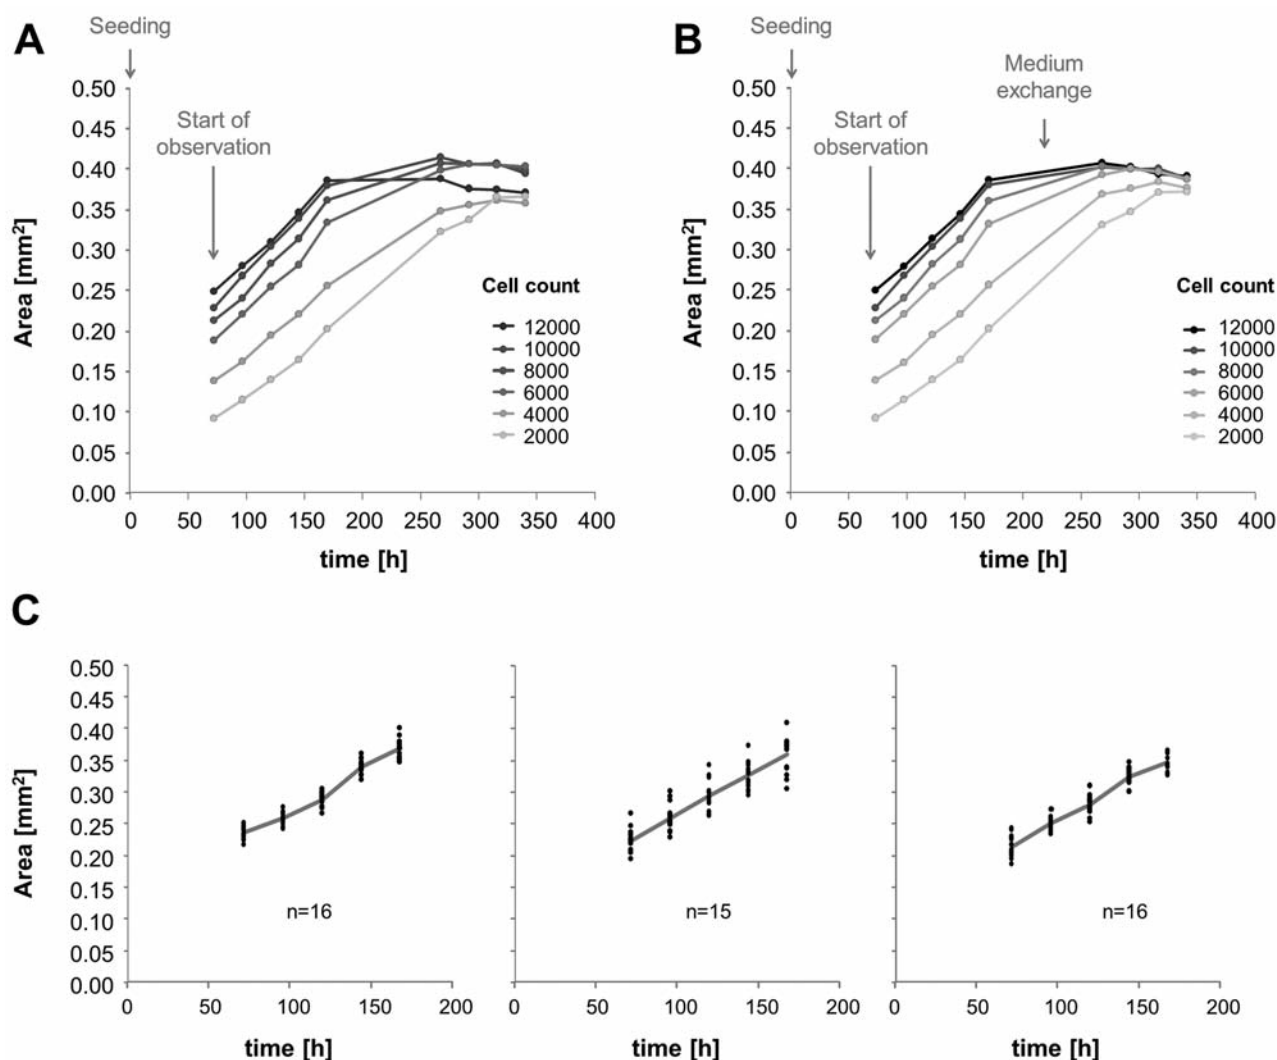 A
Seeding
Start of
observation
Area [mm²]
0.50
0.45
0.40
0.35
0.30
0.25
0.20
0.15
0.10
0.05
0.00
0 50 100 150 200 250 300 350 400
time [h]
Cell count
12000
10000
8000
6000
4000
2000
B
Seeding
Start of
observation
Medium
exchange
Area [mm²]
0.50
0.45
0.40
0.35
0.30
0.25
0.20
0.15
0.10
0.05
0.00
0 50 100 150 200 250 300 350 400
time [h]
Cell count
12000
10000
8000
6000
4000
2000
C
Area [mm²]
0.50
0.45
0.40
0.35
0.30
0.25
0.20
0.15
0.10
0.05
0.00
n=16
0 50 100 150 200
time [h]
n=15
0 50 100 150 200
time [h]
n=16
0 50 100 150 200
time [h]